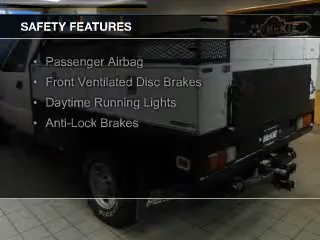 SAFETY FEATURES
• Passenger Airbag
• Front Ventilated Disc Brakes
• Daytime Running Lights
• Anti-Lock Brakes